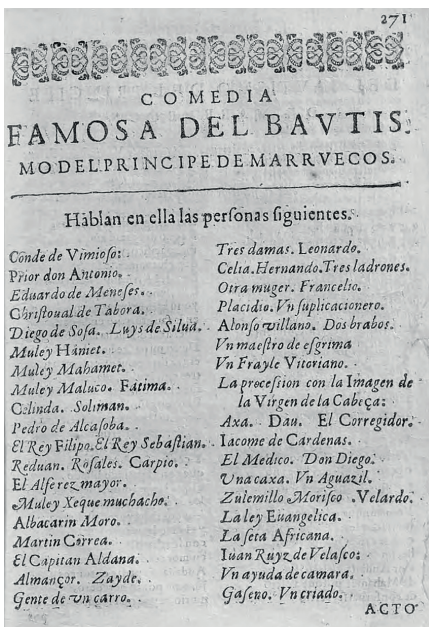 271
COMEDIA
FAMOSA DEL BAVTIS-
MO DEL PRINCIPE DE MARRVECOS.
Hablan en ella las personas siguientes.
Conde de Vimioso:
Prior don Antonio.
Eduardo de Meneses.
Christoual de Tabora.
Diego de Sosa. Luys de Silua.
Muley Hamet.
Muley Mahamet.
Muley Maluco. Fatima.
Celinda. Soliman.
Pedro de Alcasoba.
El Rey Filipo. El Rey Sebastian.
Reduan. Rosales. Carpio.
El Alferez mayor.
Muley Xeque muchacho.
Albacarin Moro.
Martin Correa.
El Capitan Aldana.
Almançor. Zayde.
Gente de vn carro.
Tres damas. Leonardo.
Celia. Hernando. Tres ladrones.
Otra muger. Francelio.
Placidio. Vn suplicacionero.
Alonso villano. Dos brabos.
Vn maestro de esgrima
Vn Frayle Vitoriano.
La procession con la Imagen de
la Virgen de la Cabeça:
Axa. Dau. El Corregidor.
Iacome de Cardenas.
El Medico. Don Diego.
Vna caxa. Vn Aguazil.
Zulemillo Morisco. Velardo.
La ley Euangelica.
La seta Africana.
Iuan Ruyz de Velasco:
Vn ayuda de camara.
Gaseno. Vn criado.
ACTO